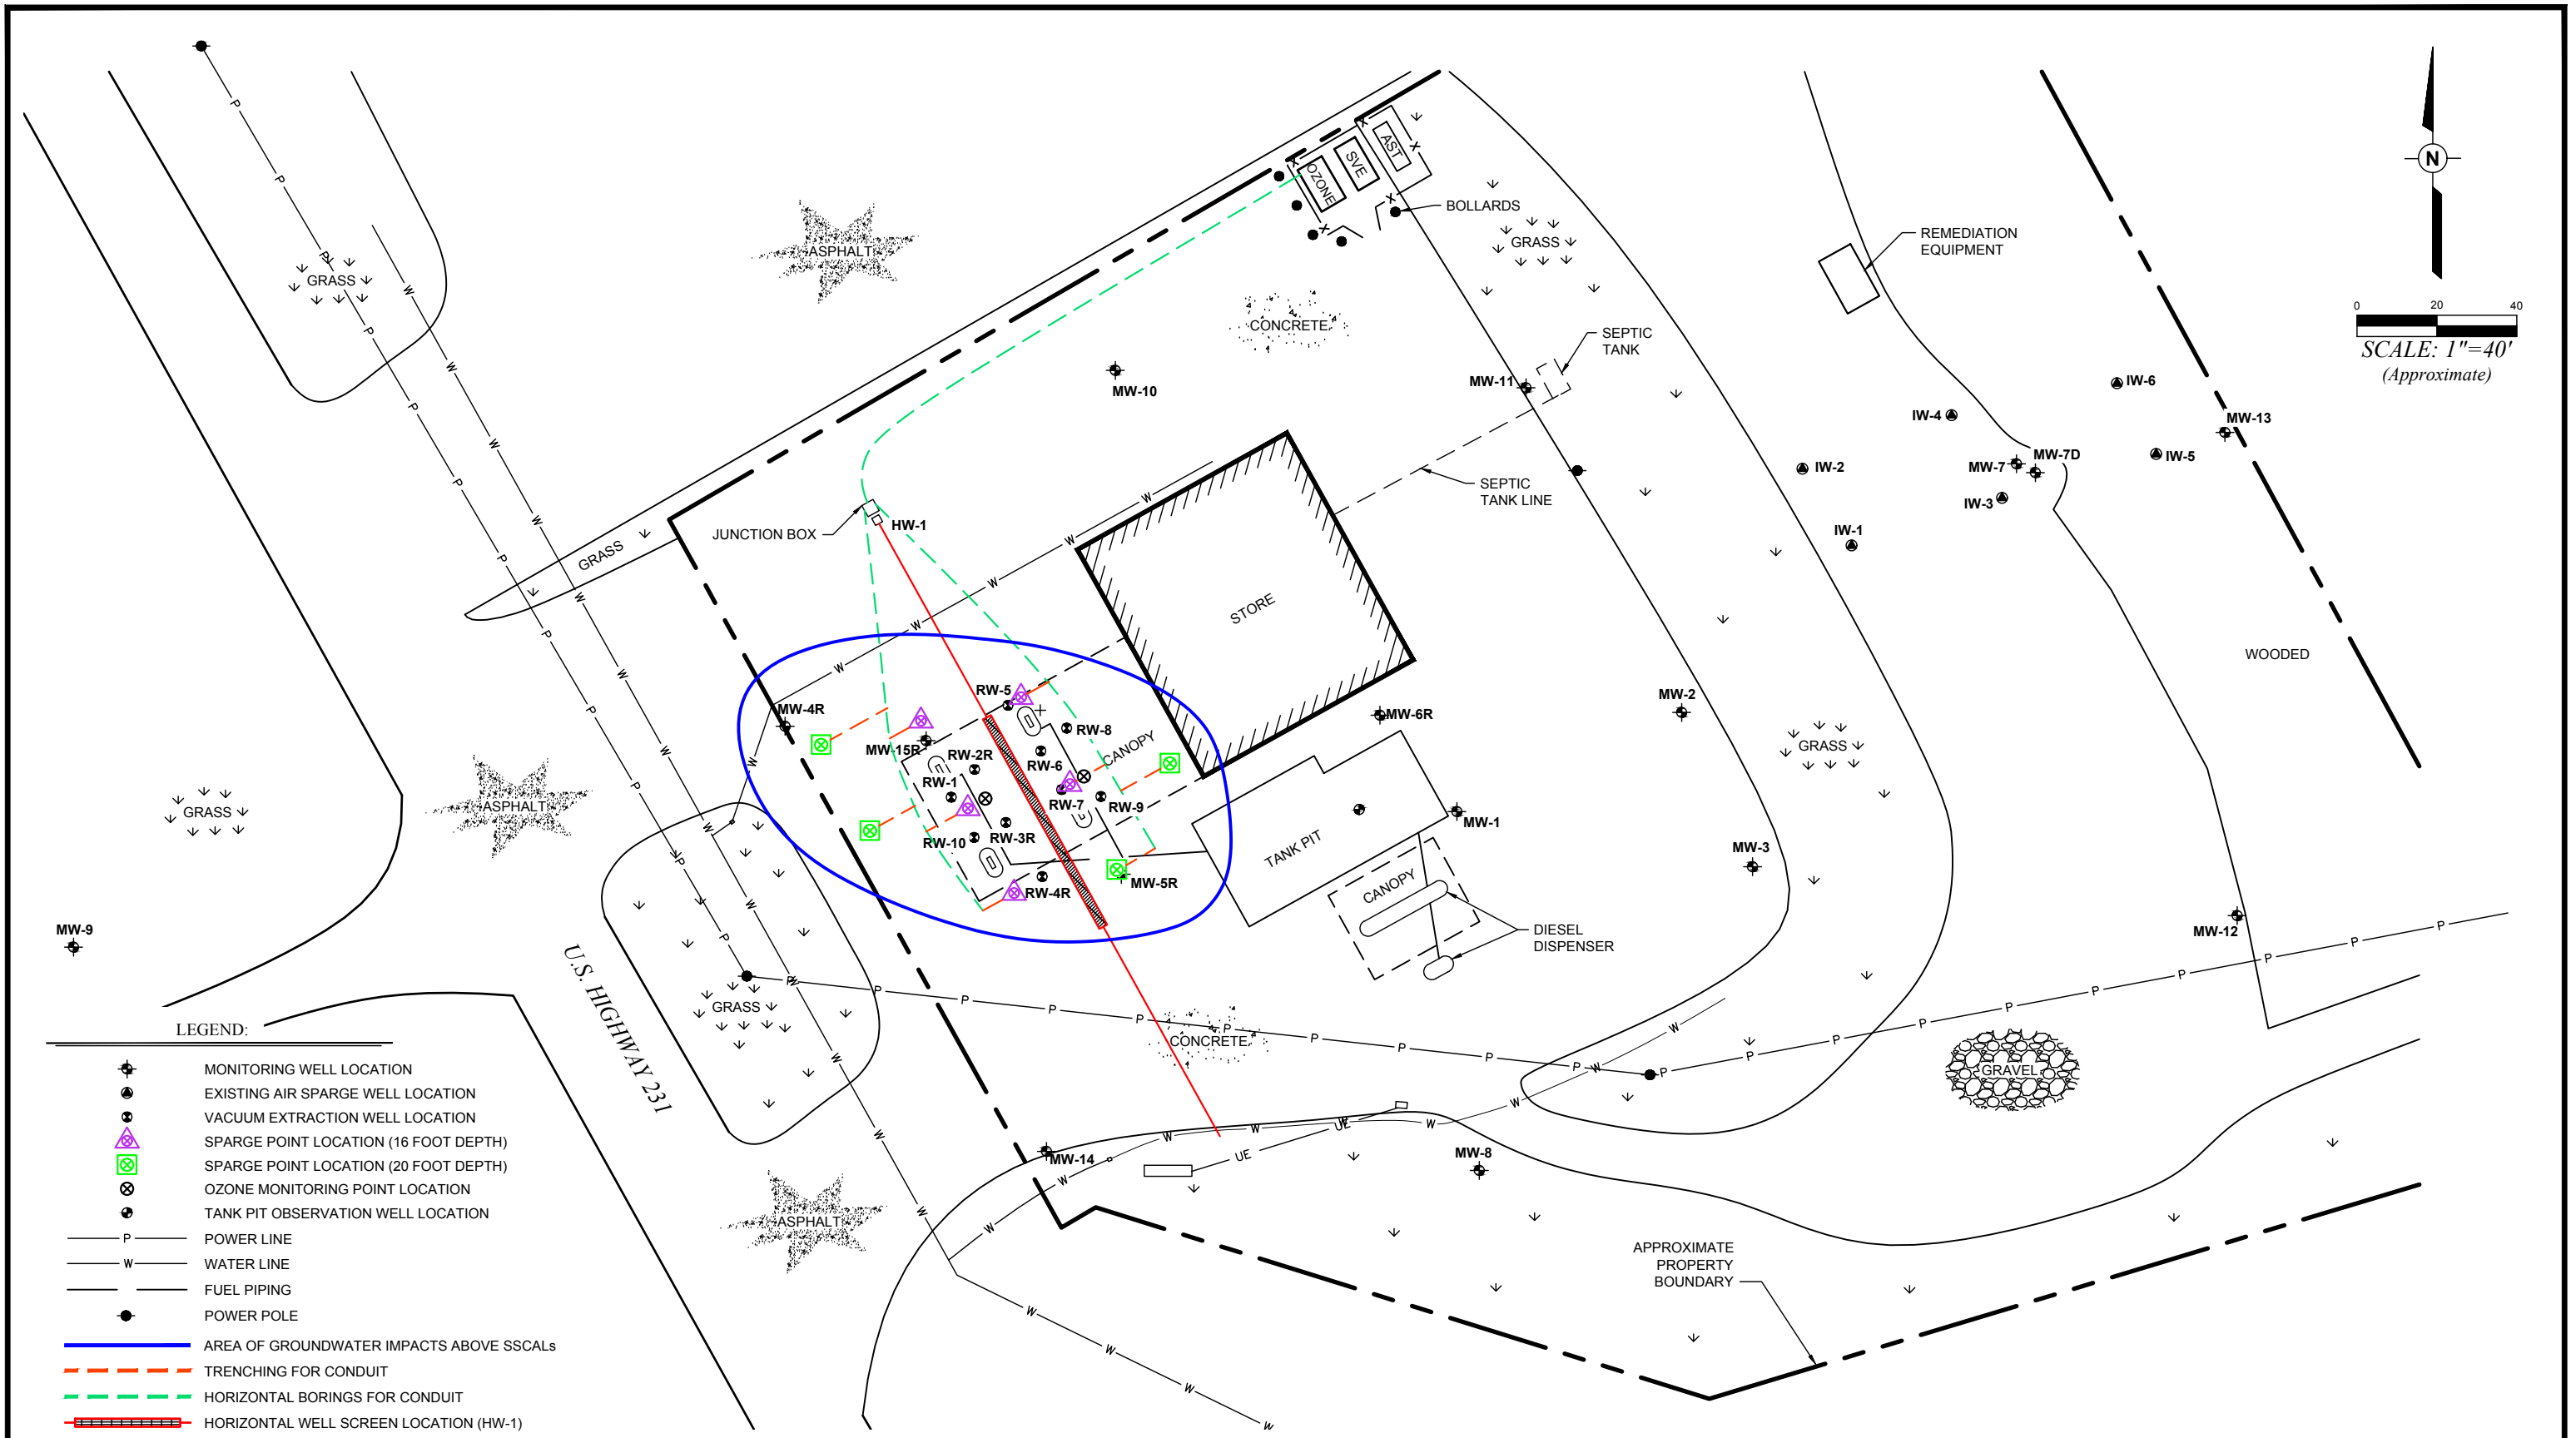 AST
SVE
OZONE
N
BOLLARDS
GRASS
REMEDIATION
EQUIPMENT
ASPHALT
GRASS
0 20 40
SCALE: 1"=40'
(Approximate)
CONCRETE
SEPTIC
TANK
MW-10
MW-11
IW-6
IW-4
MW-13
MW-7D
MW-7
IW-5
IW-2
IW-3
SEPTIC
TANK LINE
HW-1
JUNCTION BOX
IW-1
GRASS
STORE
WOODED
RW-5
MW-2
MW-4R
MW-6R
RW-8
CANOPY
MW-15R
RW-2R
RW-6
GRASS
RW-1
RW-7
RW-9
ASPHALT
GRASS
MW-1
RW-10
RW-3R
TANK PIT
MW-3
MW-5R
RW-4R
CANOPY
DIESEL
DISPENSER
MW-9
MW-12
U.S. HIGHWAY 231
GRASS
CONCRETE
GRAVEL
UE
UE
MW-14
MW-8
ASPHALT
APPROXIMATE
PROPERTY
BOUNDARY
P P P P P P P P P P P P P P P
W W W W W W W W W W W W W W W
X X X X X
LEGEND:
MONITORING WELL LOCATION
EXISTING AIR SPARGE WELL LOCATION
VACUUM EXTRACTION WELL LOCATION
SPARGE POINT LOCATION (16 FOOT DEPTH)
SPARGE POINT LOCATION (20 FOOT DEPTH)
OZONE MONITORING POINT LOCATION
TANK PIT OBSERVATION WELL LOCATION
P POWER LINE
W WATER LINE
FUEL PIPING
POWER POLE
AREA OF GROUNDWATER IMPACTS ABOVE SSCALs
TRENCHING FOR CONDUIT
HORIZONTAL BORINGS FOR CONDUIT
HORIZONTAL WELL SCREEN LOCATION (HW-1)